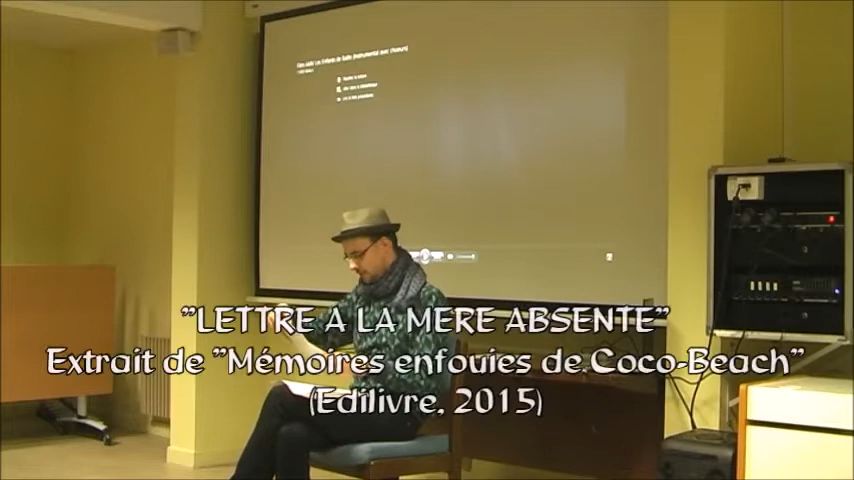 "LETTRE A LA MERE ABSENTE"
Extrait de "Mémoires enfouies de Coco-Beach"
(Edilivre, 2015)